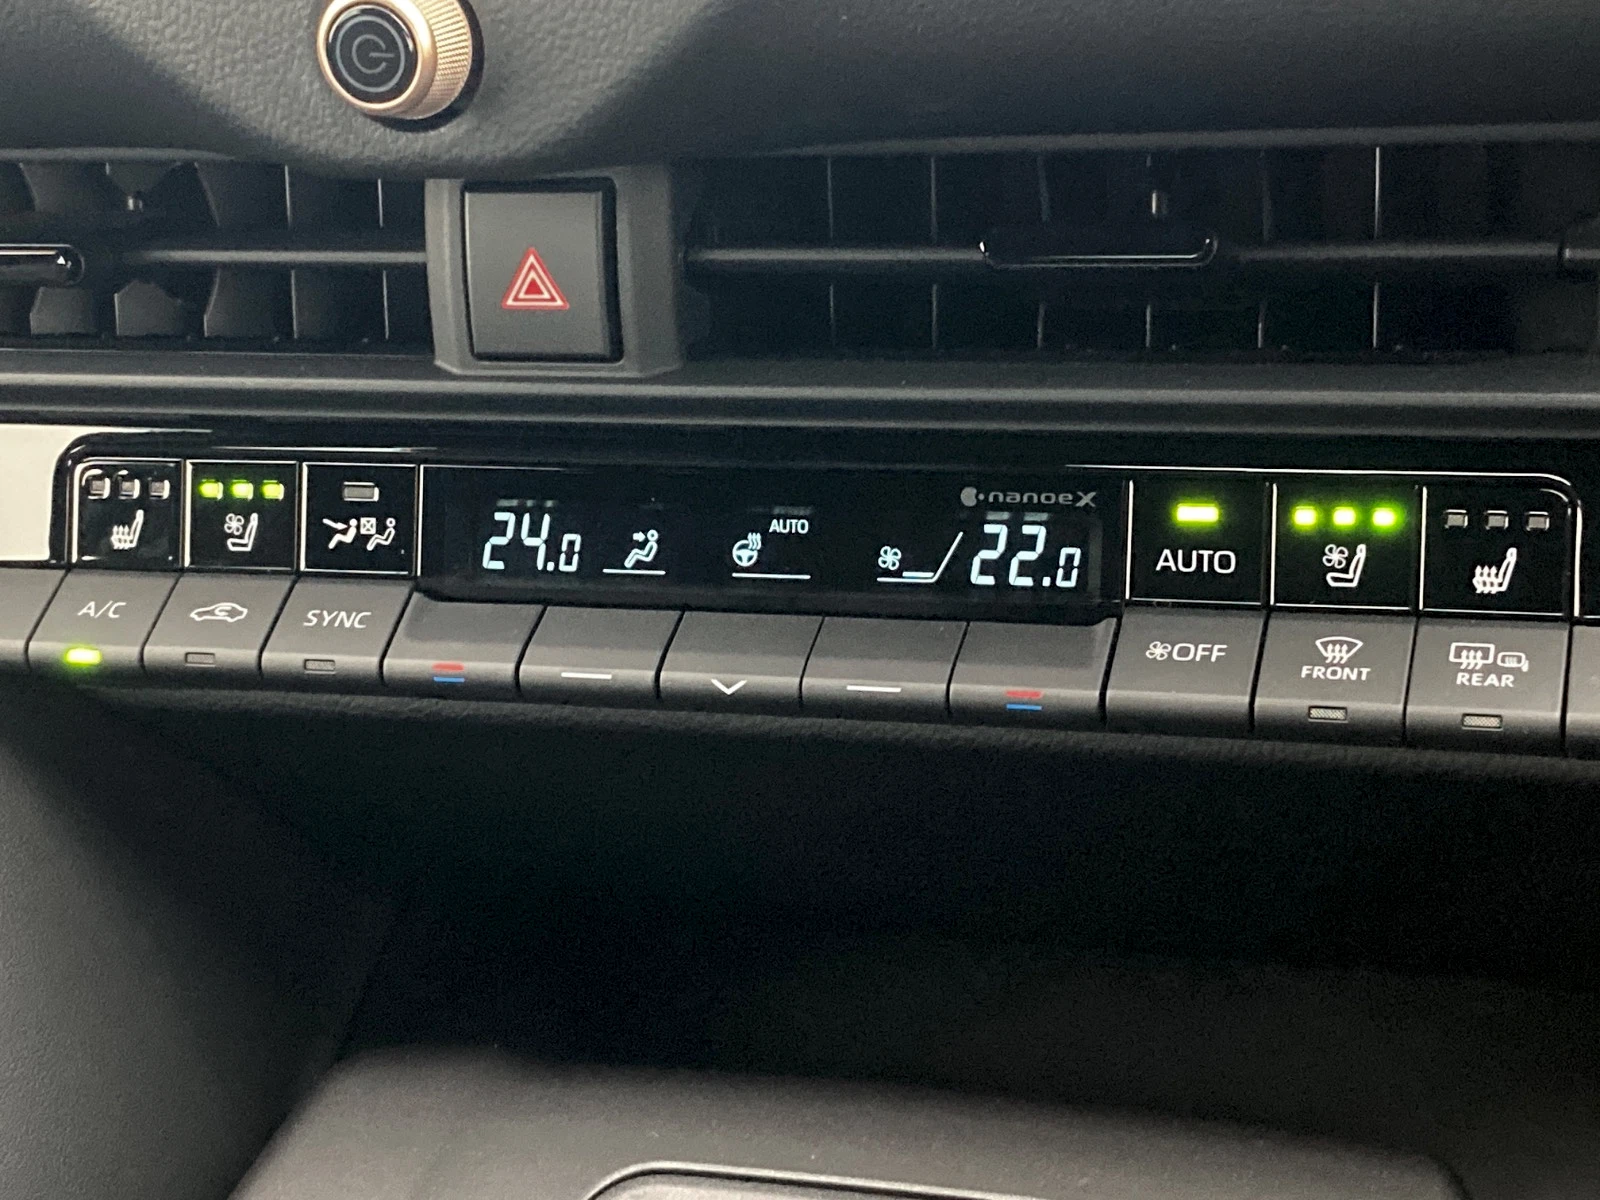 nanoeX
24.0
AUTO
22.0
AUTO
A/C
SYNC
OFF
FRONT
REAR